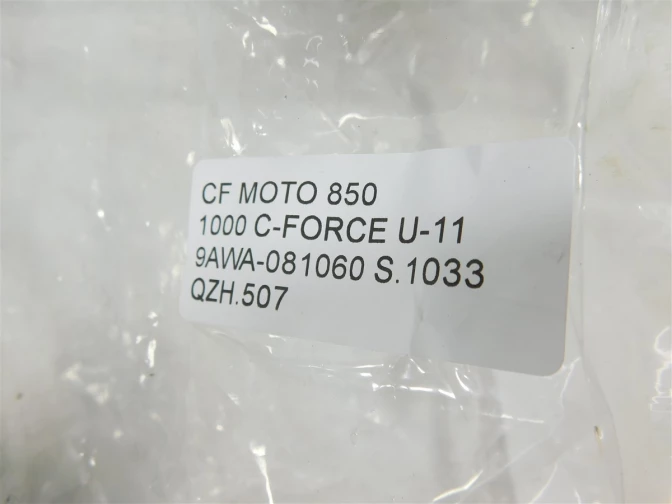 CF MOTO 850
1000 C-FORCE U-11
9AWA-081060 S.1033
QZH.507